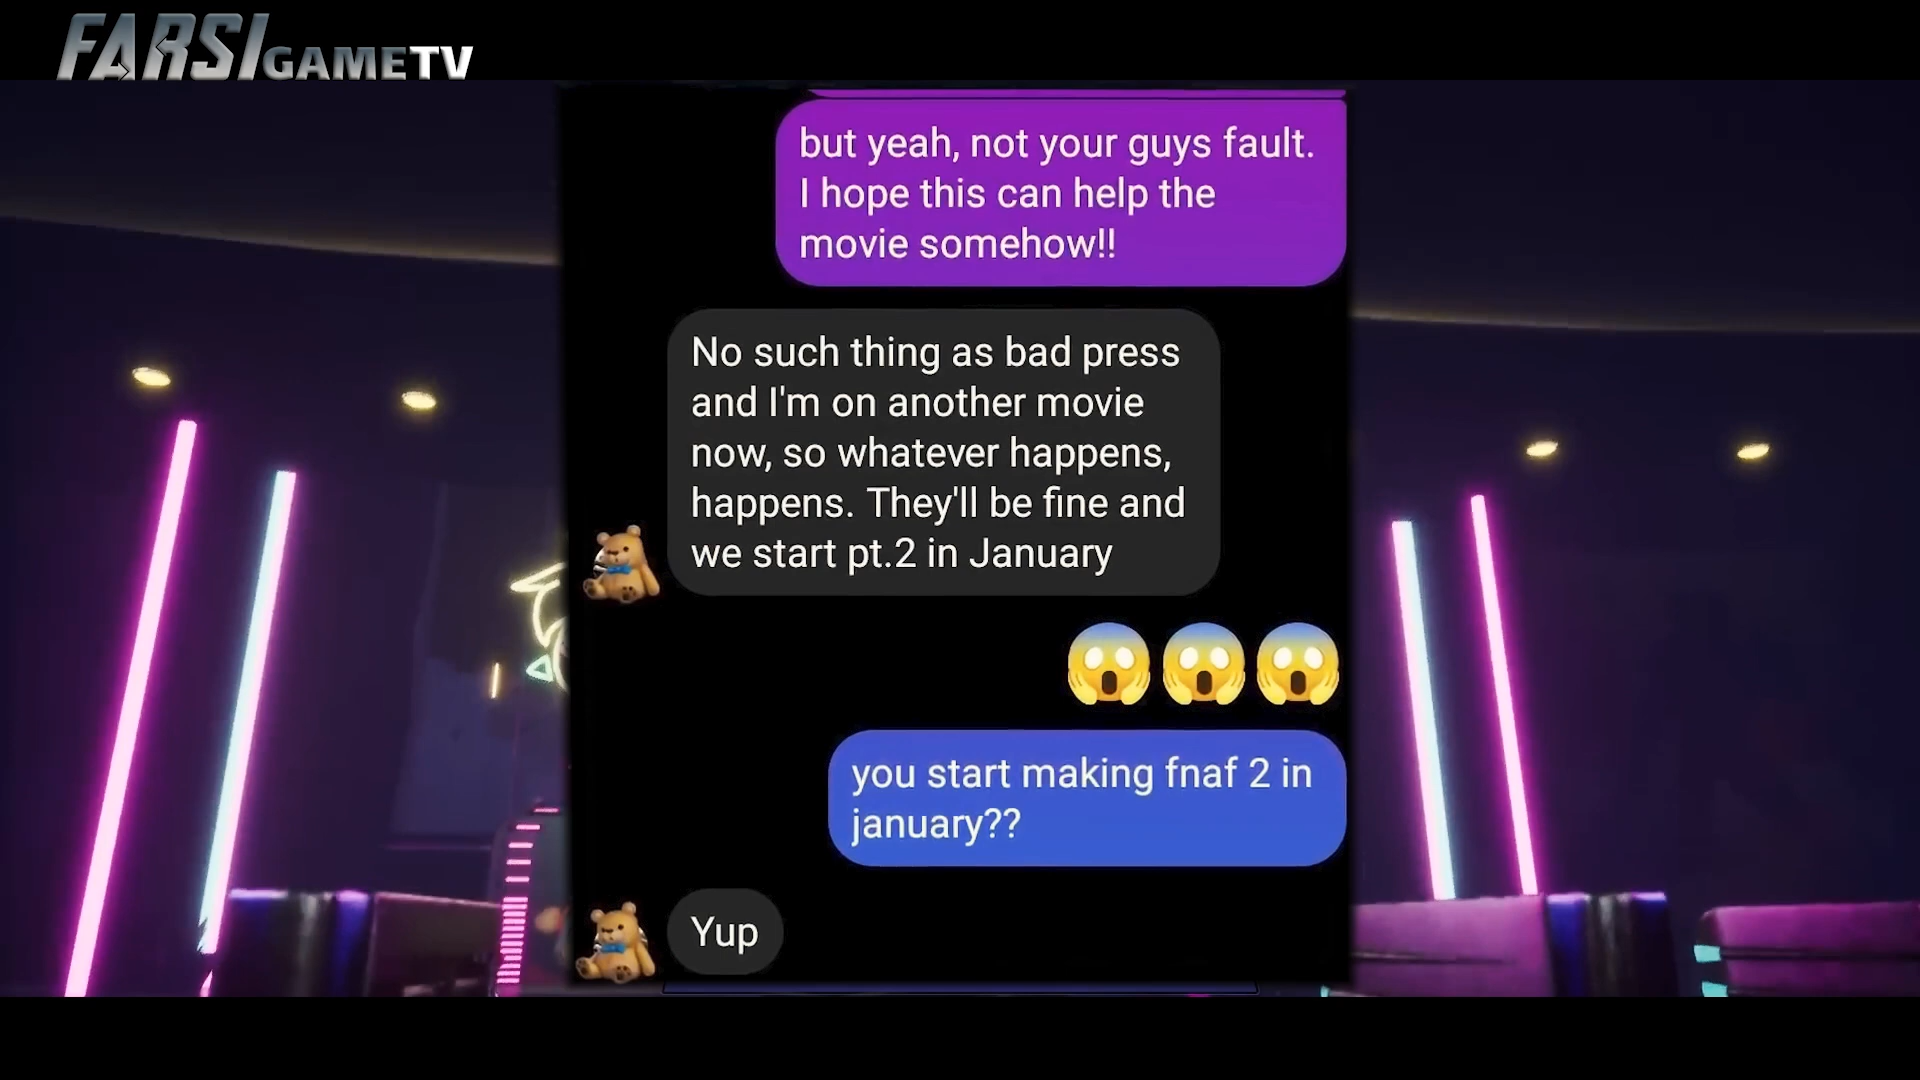 FARSIGAMETV
but yeah, not your guys fault.
I hope this can help the
movie somehow!!
No such thing as bad press
and I'm on another movie
now, so whatever happens,
happens. They'll be fine and
we start pt.2 in January
😱😱😱
you start making fnaf 2 in
january??
Yup